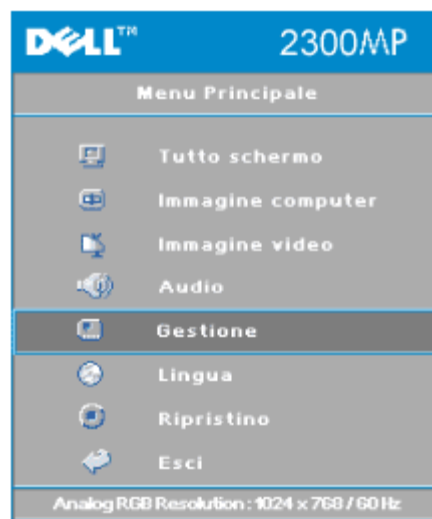 DELL™ 2300MP
Menu Principale
Tutto schermo
Immagine computer
Immagine video
Audio
Gestione
Lingua
Ripristino
Esci
Analog RGB Resolution : 1024 x 768 / 60 Hz